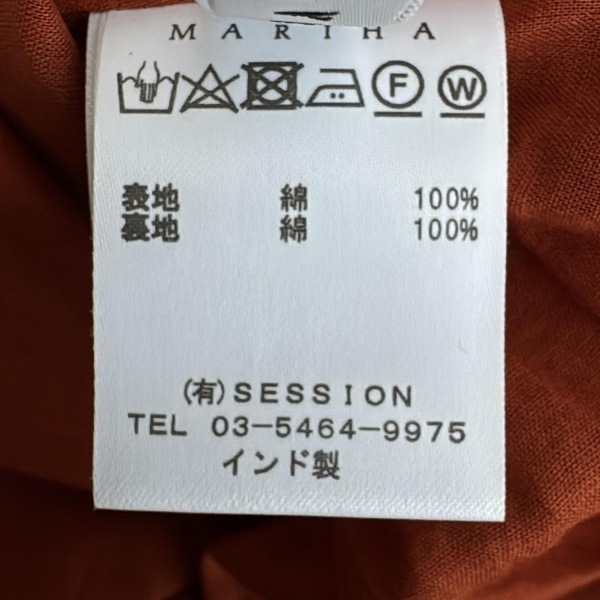 MARIHA
F W
表地 綿 100%
裏地 綿 100%
(有)SESSION
TEL 03-5464-9975
インド製